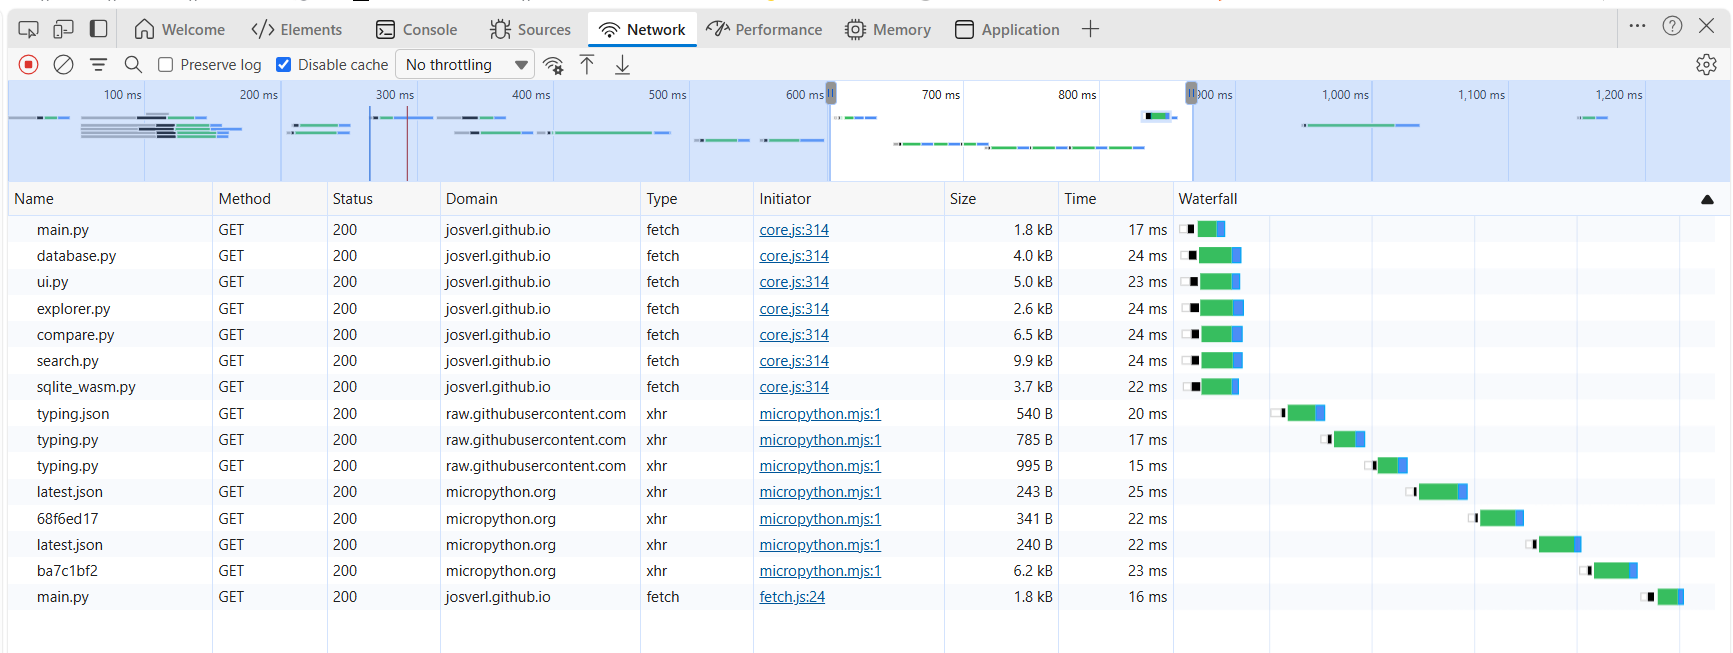 Welcome Elements Console Sources Network Performance Memory Application
Preserve log Disable cache No throttling
100 ms 200 ms 300 ms 400 ms 500 ms 600 ms 700 ms 800 ms 900 ms 1,000 ms 1,100 ms 1,200 ms
Name Method Status Domain Type Initiator Size Time Waterfall
main.py GET 200 josverl.github.io fetch core.js:314 1.8 kB 17 ms
database.py GET 200 josverl.github.io fetch core.js:314 4.0 kB 24 ms
ui.py GET 200 josverl.github.io fetch core.js:314 5.0 kB 23 ms
explorer.py GET 200 josverl.github.io fetch core.js:314 2.6 kB 24 ms
compare.py GET 200 josverl.github.io fetch core.js:314 6.5 kB 24 ms
search.py GET 200 josverl.github.io fetch core.js:314 9.9 kB 24 ms
sqlite_wasm.py GET 200 josverl.github.io fetch core.js:314 3.7 kB 22 ms
typing.json GET 200 raw.githubusercontent.com xhr micropython.mjs:1 540 B 20 ms
typing.py GET 200 raw.githubusercontent.com xhr micropython.mjs:1 785 B 17 ms
typing.py GET 200 raw.githubusercontent.com xhr micropython.mjs:1 995 B 15 ms
latest.json GET 200 micropython.org xhr micropython.mjs:1 243 B 25 ms
68f6ed17 GET 200 micropython.org xhr micropython.mjs:1 341 B 22 ms
latest.json GET 200 micropython.org xhr micropython.mjs:1 240 B 22 ms
ba7c1bf2 GET 200 micropython.org xhr micropython.mjs:1 6.2 kB 23 ms
main.py GET 200 josverl.github.io fetch fetch.js:24 1.8 kB 16 ms